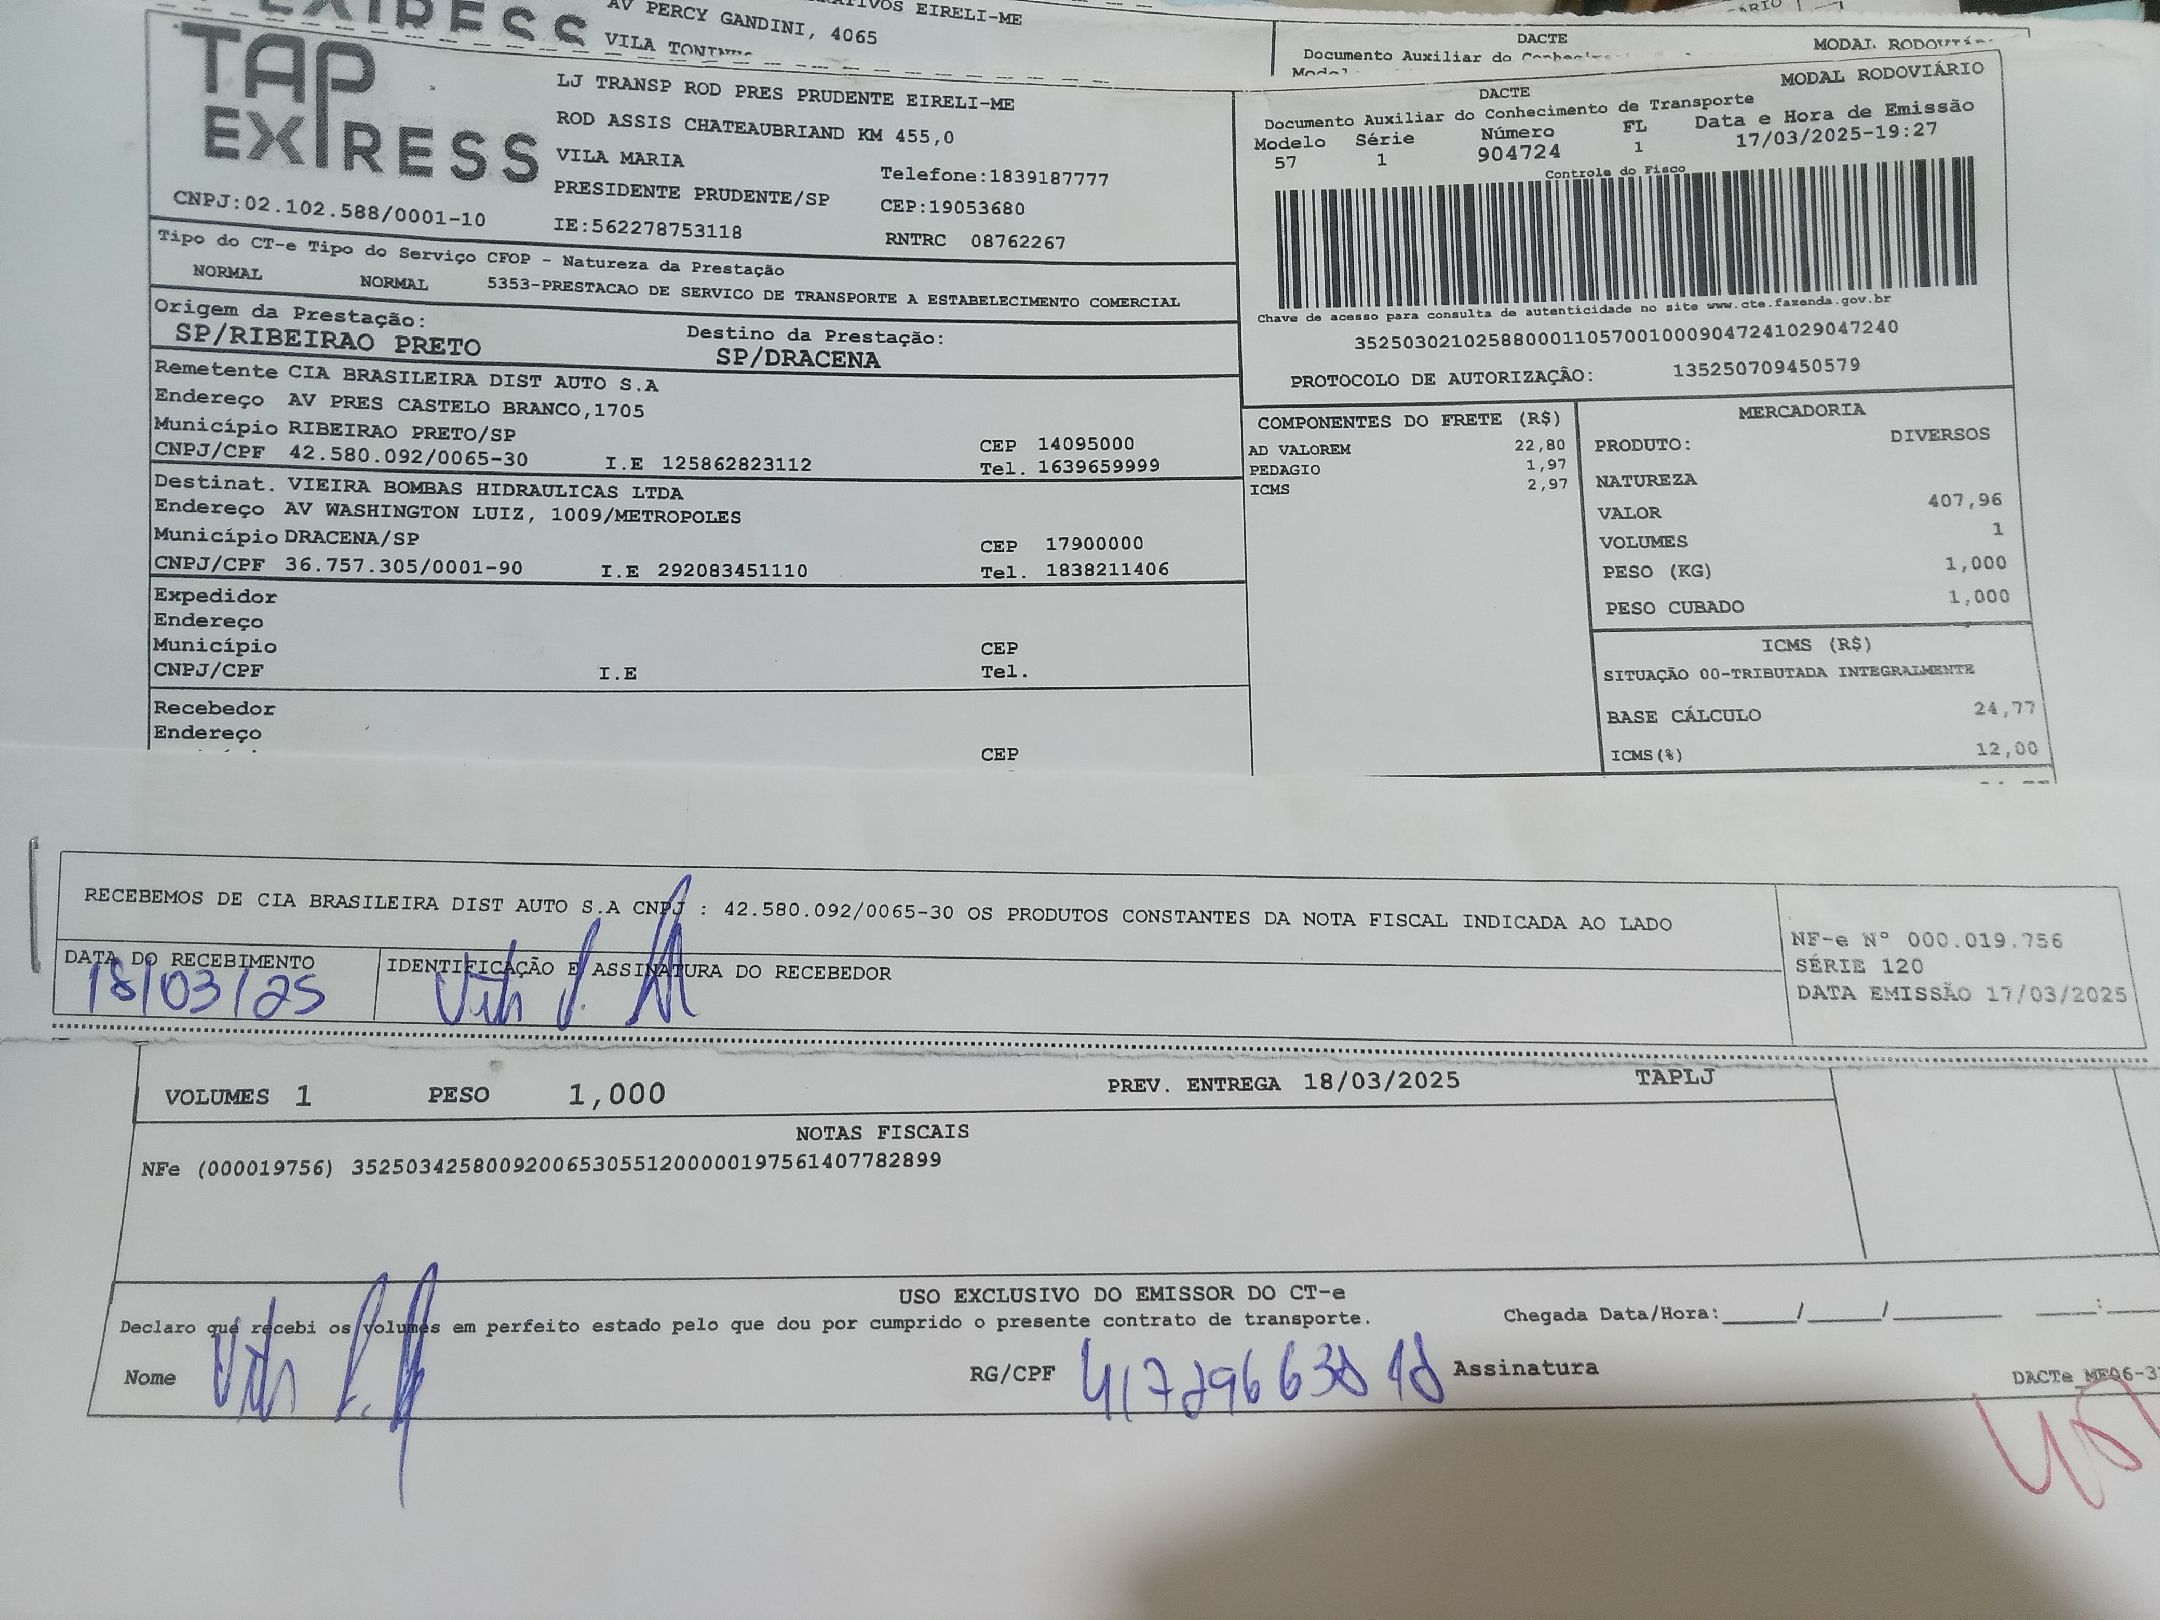 AV PERCY GANDINI, 4065
EIRELI-ME
DACTE
Documento Auxiliar do
MODAL
TAP
EXPRESS
LJ TRANSP ROD PRES PRUDENTE EIRELI-ME
ROD ASSIS CHATEAUBRIAND KM 455,0
VILA MARIA
Telefone:1839187777
PRESIDENTE PRUDENTE/SP
CEP:19053680
CNPJ:02.102.588/0001-10
IE:562278753118
RNTRC 08762267
DACTE
MODAL RODOVIÁRIO
Documento Auxiliar do Conhecimento de Transporte
Modelo Série Número FL Data e Hora de Emissão
57 1 904724 1 17/03/2025-19:27
Controle do Fisco
Chave de acesso para consulta de autenticidade no site www.cte.fazenda.gov.br
35250302102588000110570010009047241029047240
PROTOCOLO DE AUTORIZAÇÃO: 135250709450579
Tipo do CT-e Tipo do Serviço CFOP - Natureza da Prestação
NORMAL NORMAL 5353-PRESTACAO DE SERVICO DE TRANSPORTE A ESTABELECIMENTO COMERCIAL
Origem da Prestação: Destino da Prestação:
SP/RIBEIRAO PRETO SP/DRACENA
Remetente CIA BRASILEIRA DIST AUTO S.A
Endereço AV PRES CASTELO BRANCO,1705
Município RIBEIRAO PRETO/SP CEP 14095000
CNPJ/CPF 42.580.092/0065-30 I.E 125862823112 Tel. 1639659999
Destinat. VIEIRA BOMBAS HIDRAULICAS LTDA
Endereço AV WASHINGTON LUIZ, 1009/METROPOLES
Município DRACENA/SP CEP 17900000
CNPJ/CPF 36.757.305/0001-90 I.E 292083451110 Tel. 1838211406
Expedidor
Endereço
Município CEP
CNPJ/CPF I.E Tel.
Recebedor
Endereço
CEP
COMPONENTES DO FRETE (R$)
AD VALOREM 22,80
PEDAGIO 1,97
ICMS 2,97
MERCADORIA
PRODUTO: DIVERSOS
NATUREZA
VALOR 407,96
VOLUMES 1
PESO (KG) 1,000
PESO CUBADO 1,000
ICMS (R$)
SITUAÇÃO 00-TRIBUTADA INTEGRALMENTE
BASE CÁLCULO 24,77
ICMS(%) 12,00
RECEBEMOS DE CIA BRASILEIRA DIST AUTO S.A CNPJ : 42.580.092/0065-30 OS PRODUTOS CONSTANTES DA NOTA FISCAL INDICADA AO LADO
DATA DO RECEBIMENTO IDENTIFICAÇÃO E ASSINATURA DO RECEBEDOR
18/03/25
NF-e Nº 000.019.756
SÉRIE 120
DATA EMISSÃO 17/03/2025
VOLUMES 1 PESO 1,000 PREV. ENTREGA 18/03/2025 TAPLJ
NOTAS FISCAIS
NFe (000019756) 35250342580092006530551200000197561407782899
USO EXCLUSIVO DO EMISSOR DO CT-e
Declaro que recebi os volumes em perfeito estado pelo que dou por cumprido o presente contrato de transporte. Chegada Data/Hora:____/____/______ ___:
Nome RG/CPF Assinatura